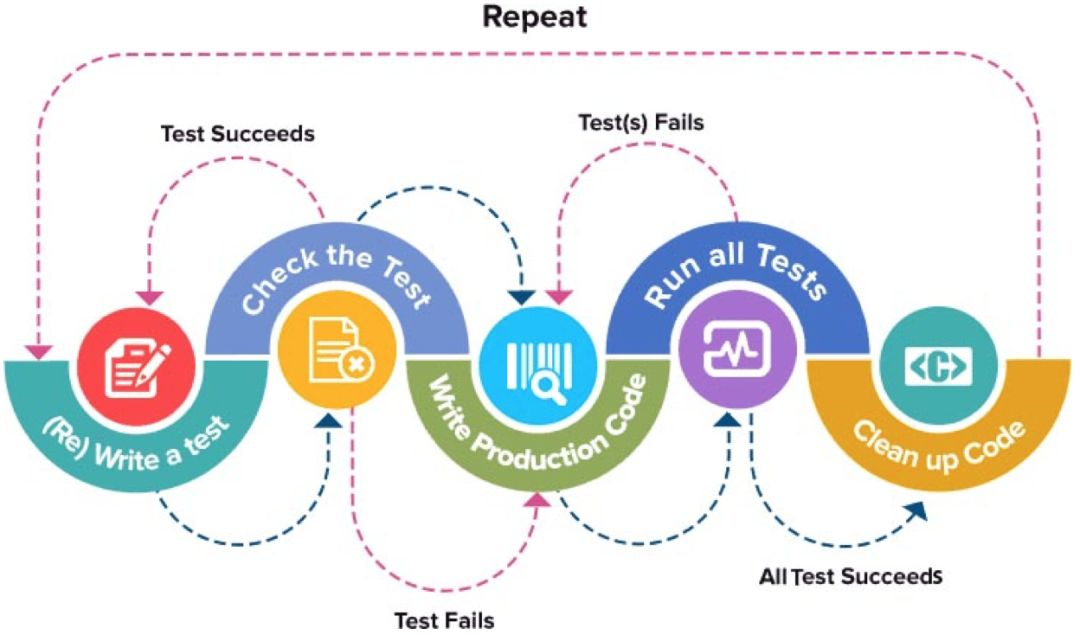 Repeat
Test Succeeds
Test(s) Fails
Check the Test
Run all Tests
<C>
(Re) Write a test
Write Production Code
Clean up Code
All Test Succeeds
Test Fails